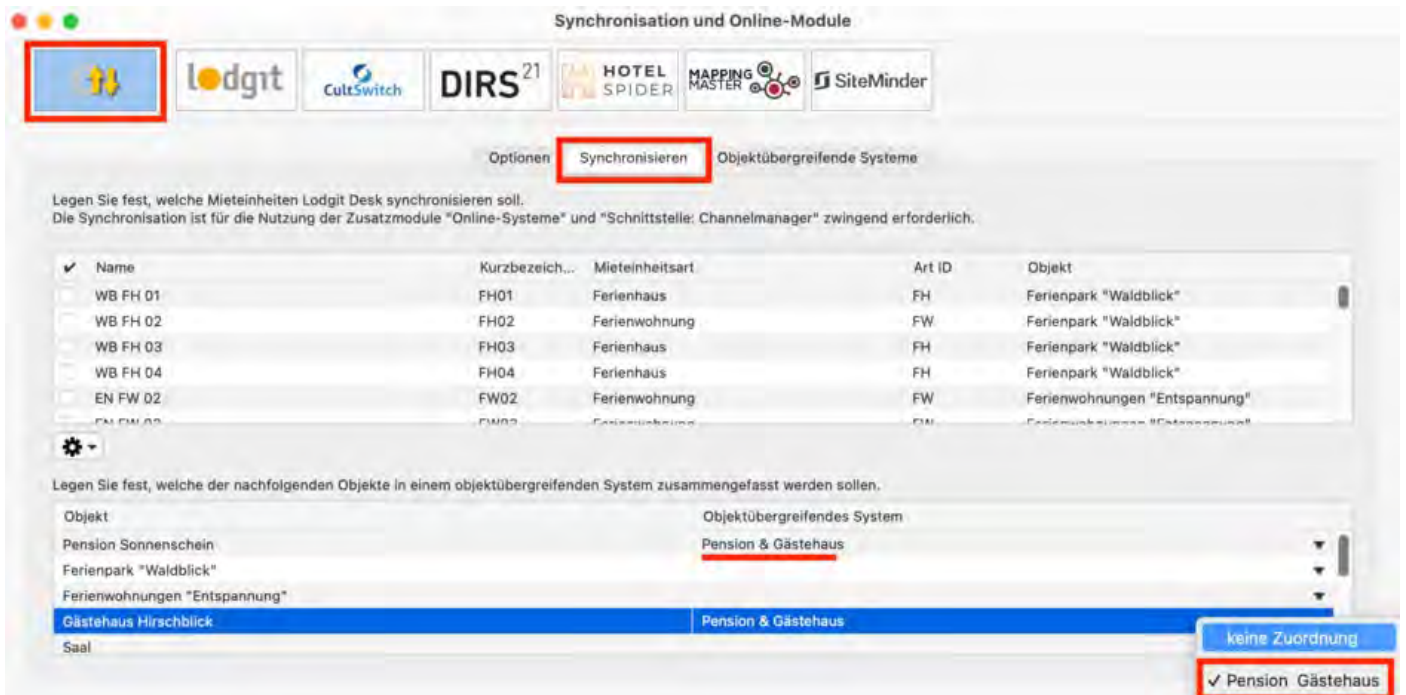 Synchronisation und Online-Module
lodgit CultSwitch DIRS21 HOTEL SPIDER MAPPING MASTER SiteMinder
Optionen Synchronisieren Objektübergreifende Systeme
Legen Sie fest, welche Mieteinheiten Lodgit Desk synchronisieren soll.
Die Synchronisation ist für die Nutzung der Zusatzmodule "Online-Systeme" und "Schnittstelle: Channelmanager" zwingend erforderlich.
✔ Name Kurzbezeich... Mieteinheitsart Art ID Objekt
WB FH 01 FH01 Ferienhaus FH Ferienpark "Waldblick"
WB FH 02 FH02 Ferienwohnung FW Ferienpark "Waldblick"
WB FH 03 FH03 Ferienhaus FH Ferienpark "Waldblick"
WB FH 04 FH04 Ferienhaus FH Ferienpark "Waldblick"
EN FW 02 FW02 Ferienwohnung FW Ferienwohnungen "Entspannung"
Legen Sie fest, welche der nachfolgenden Objekte in einem objektübergreifenden System zusammengefasst werden sollen.
Objekt Objektübergreifendes System
Pension Sonnenschein Pension & Gästehaus
Ferienpark "Waldblick"
Ferienwohnungen "Entspannung"
Gästehaus Hirschblick Pension & Gästehaus
keine Zuordnung
Saal
✓ Pension Gästehaus